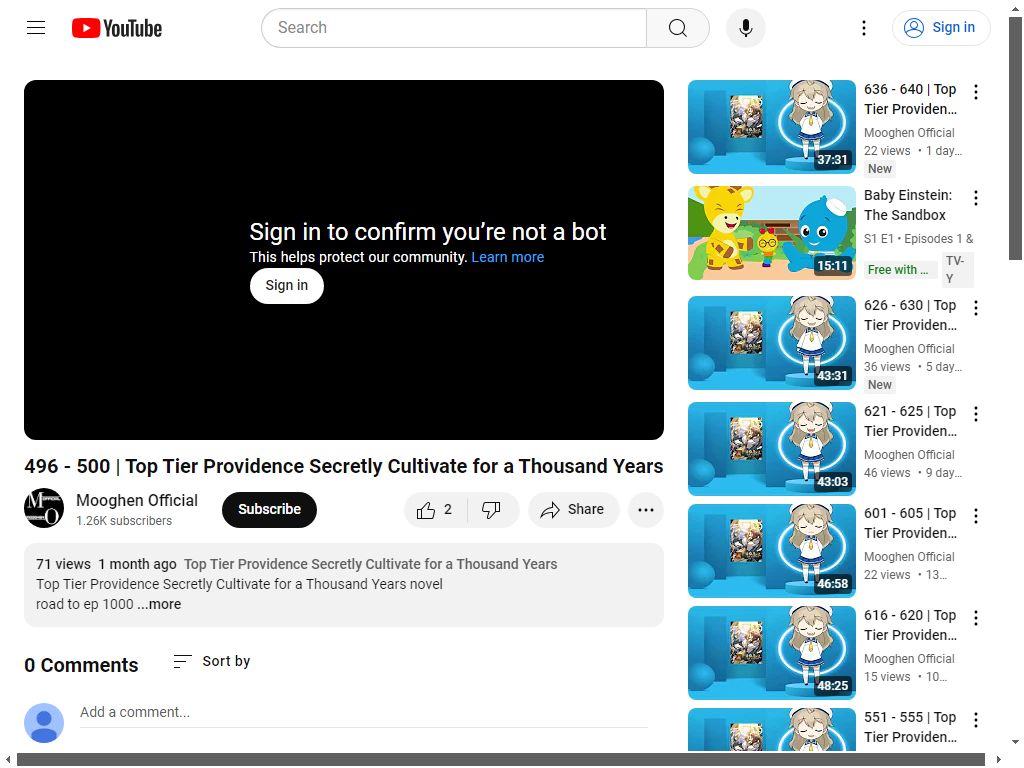 YouTube
Search
Sign in
Sign in to confirm you're not a bot
This helps protect our community. Learn more
Sign in
496 - 500 | Top Tier Providence Secretly Cultivate for a Thousand Years
Mooghen Official
1.26K subscribers
Subscribe
2
Share
71 views 1 month ago Top Tier Providence Secretly Cultivate for a Thousand Years
Top Tier Providence Secretly Cultivate for a Thousand Years novel
road to ep 1000 ...more
0 Comments
Sort by
Add a comment...
636 - 640 | Top
Tier Providen...
Mooghen Official
22 views • 1 day...
New
37:31
Baby Einstein:
The Sandbox
S1 E1 • Episodes 1 &
Free with ...
TV-
Y
15:11
626 - 630 | Top
Tier Providen...
Mooghen Official
36 views • 5 day...
New
43:31
621 - 625 | Top
Tier Providen...
Mooghen Official
46 views • 9 day...
43:03
601 - 605 | Top
Tier Providen...
Mooghen Official
22 views • 13...
46:58
616 - 620 | Top
Tier Providen...
Mooghen Official
15 views • 10...
48:25
551 - 555 | Top
Tier Providen...